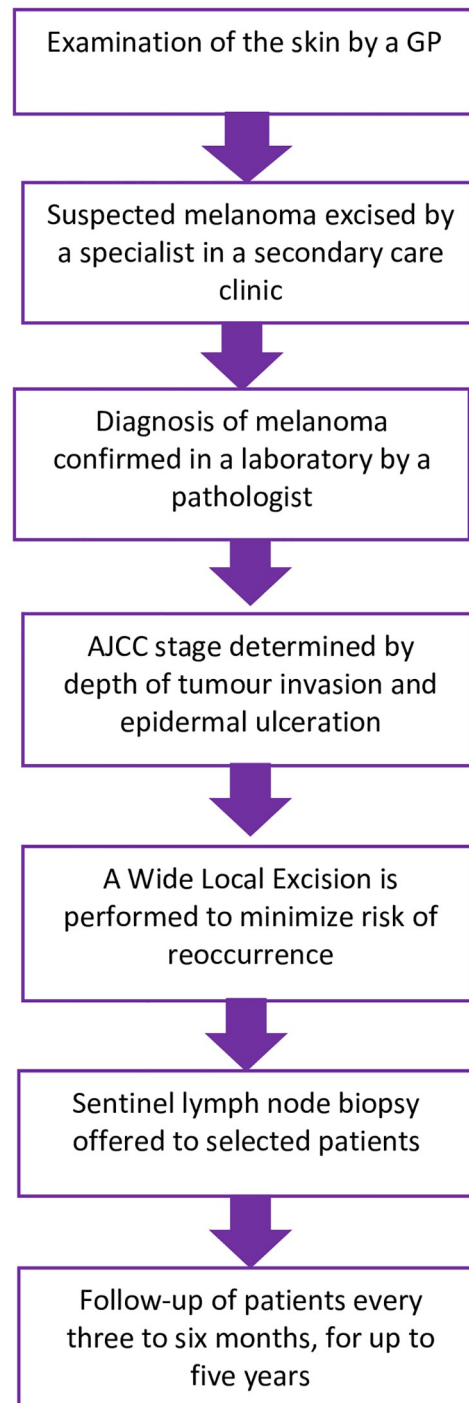 Examination of the skin by a GP
Suspected melanoma excised by
a specialist in a secondary care
clinic
Diagnosis of melanoma
confirmed in a laboratory by a
pathologist
AJCC stage determined by
depth of tumour invasion and
epidermal ulceration
A Wide Local Excision is
performed to minimize risk of
reoccurrence
Sentinel lymph node biopsy
offered to selected patients
Follow-up of patients every
three to six months, for up to
five years